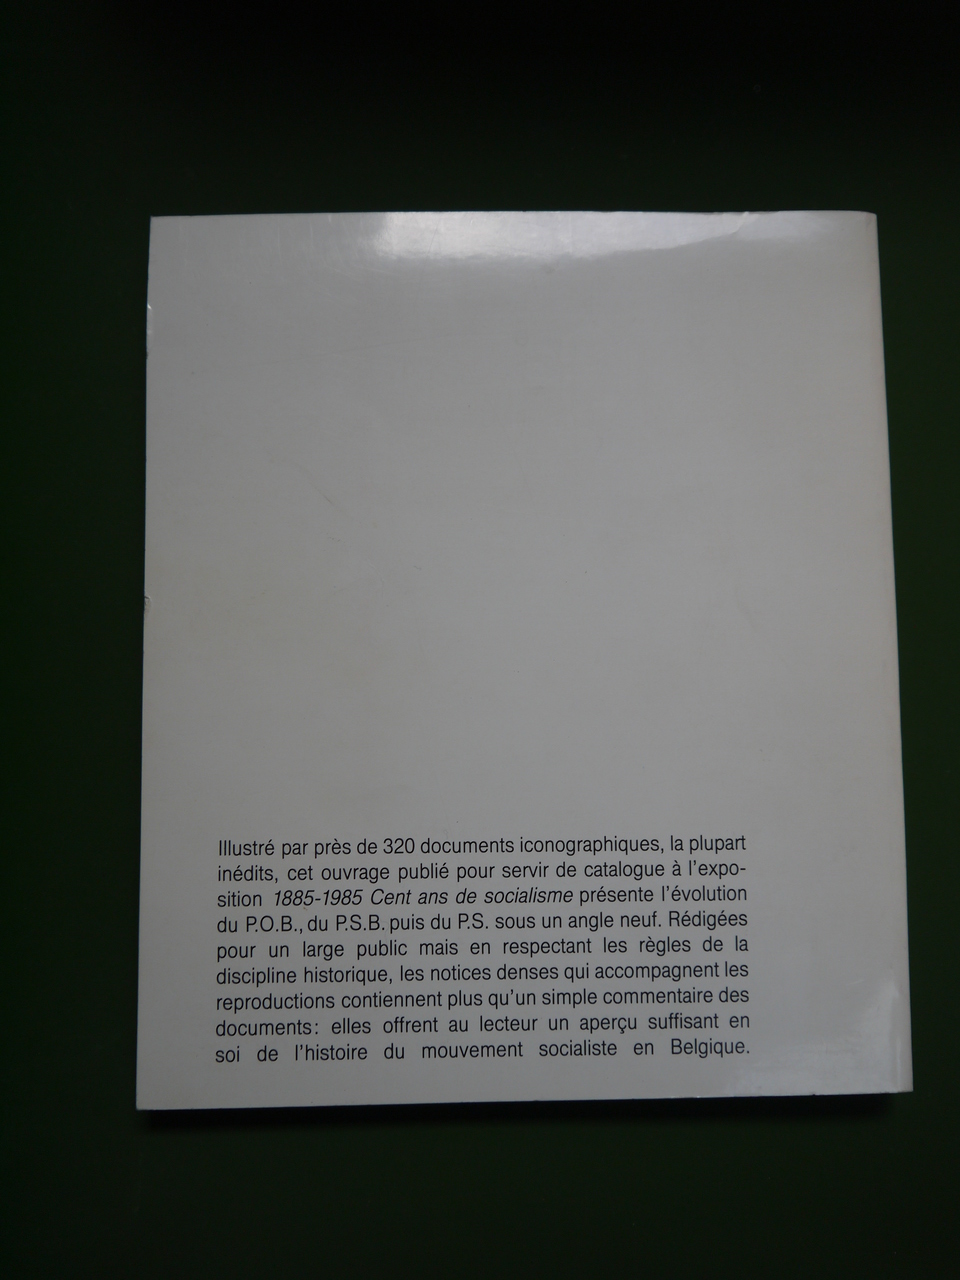 Illustré par près de 320 documents iconographiques, la plupart
inédits, cet ouvrage publié pour servir de catalogue à l'expo-
sition 1885-1985 Cent ans de socialisme présente l'évolution
du P.O.B., du P.S.B. puis du P.S. sous un angle neuf. Rédigées
pour un large public mais en respectant les règles de la
discipline historique, les notices denses qui accompagnent les
reproductions contiennent plus qu'un simple commentaire des
documents: elles offrent au lecteur un aperçu suffisant en
soi de l'histoire du mouvement socialiste en Belgique.